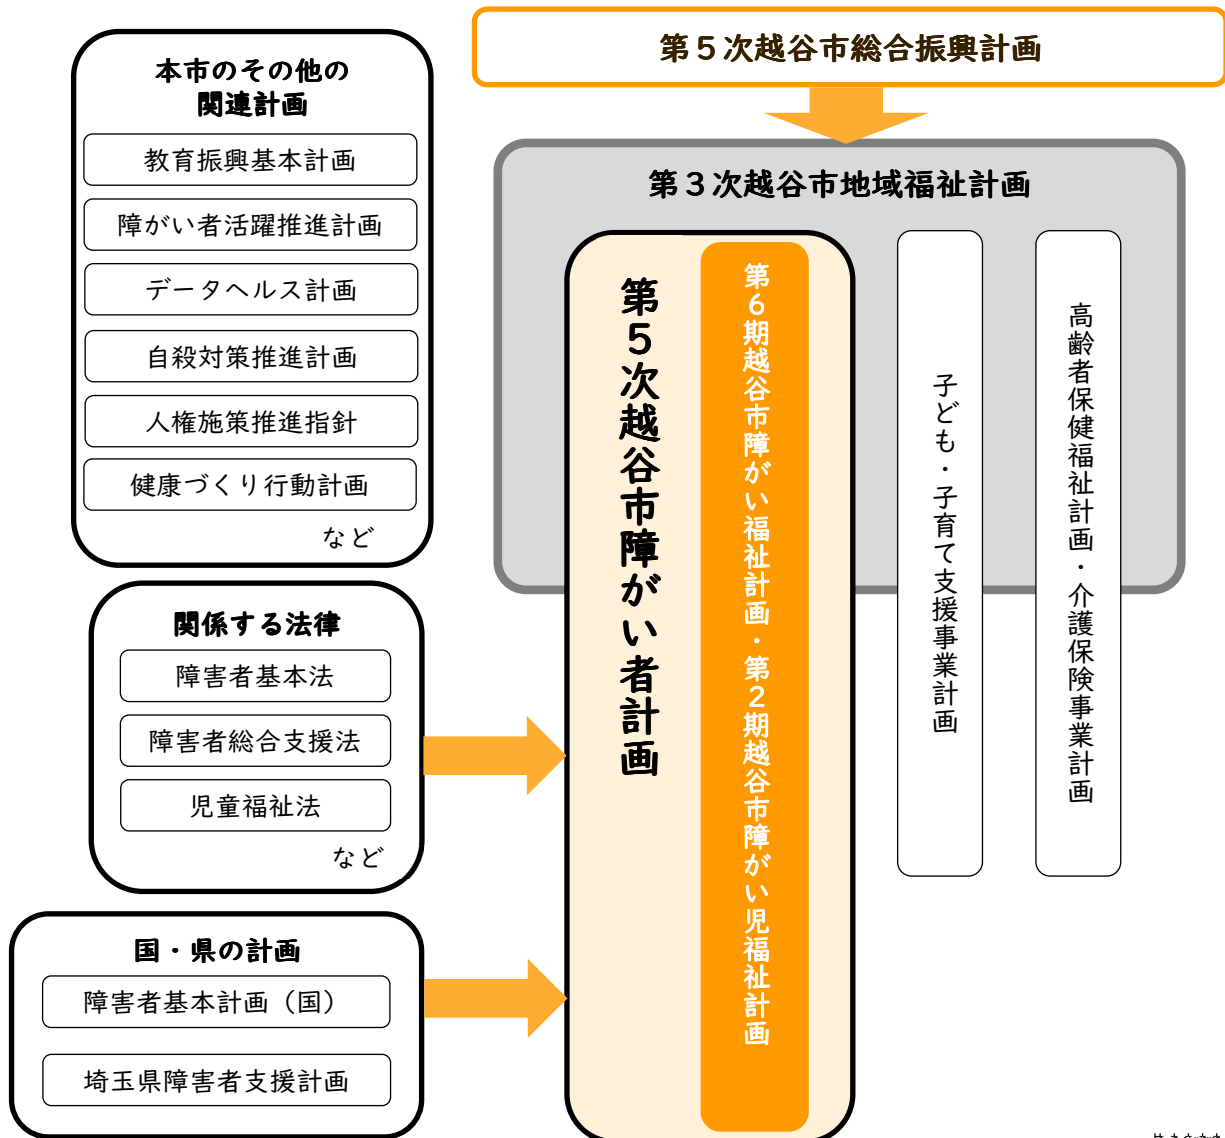 第５次越谷市総合振興計画
本市のその他の
関連計画
教育振興基本計画
障がい者活躍推進計画
データヘルス計画
自殺対策推進計画
人権施策推進指針
健康づくり行動計画
など
第３次越谷市地域福祉計画
第５次越谷市障がい者計画
第６期越谷市障がい福祉計画・第２期越谷市障がい児福祉計画
子ども・子育て支援事業計画
高齢者保健福祉計画・介護保険事業計画
関係する法律
障害者基本法
障害者総合支援法
児童福祉法
など
国・県の計画
障害者基本計画（国）
埼玉県障害者支援計画